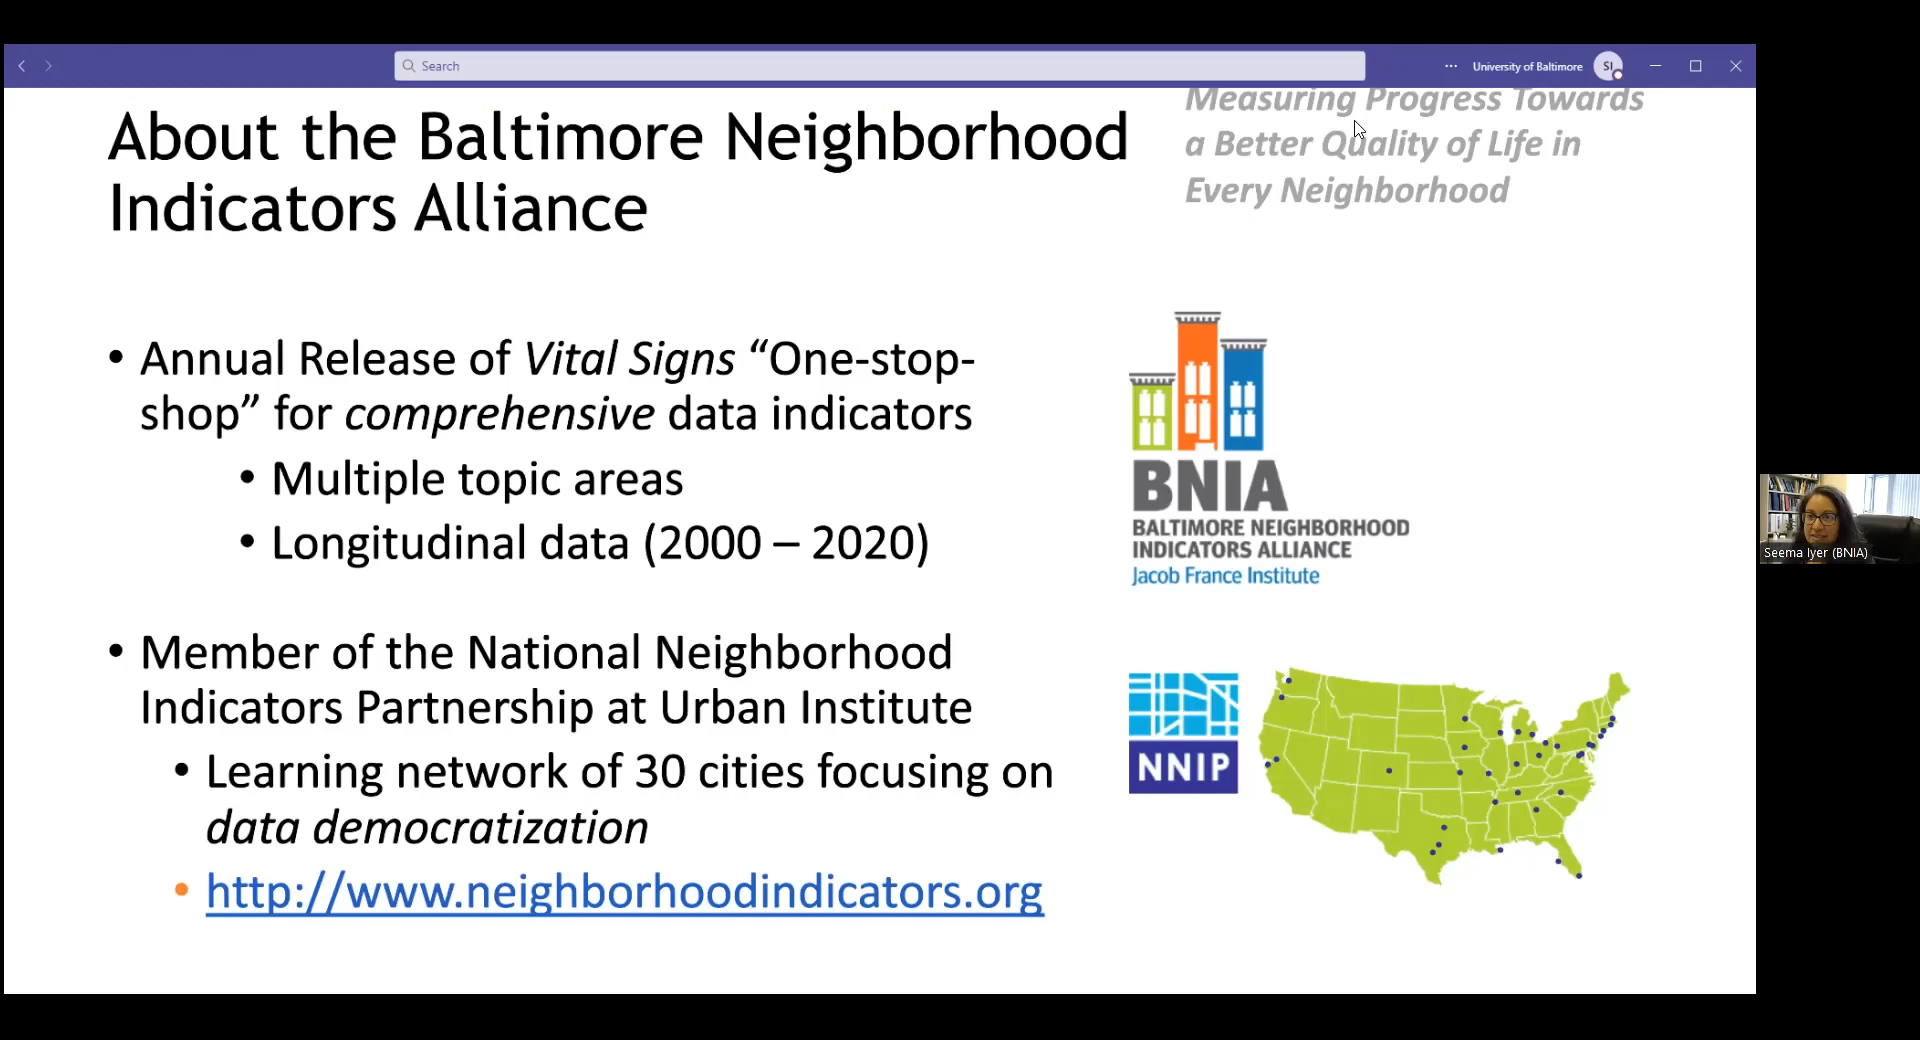 Search
University of Baltimore
SI
About the Baltimore Neighborhood
Indicators Alliance
Measuring Progress Towards
a Better Quality of Life in
Every Neighborhood
• Annual Release of Vital Signs “One-stop-
shop” for comprehensive data indicators
• Multiple topic areas
• Longitudinal data (2000 – 2020)
• Member of the National Neighborhood
Indicators Partnership at Urban Institute
• Learning network of 30 cities focusing on
data democratization
• http://www.neighborhoodindicators.org
BNIA
BALTIMORE NEIGHBORHOOD
INDICATORS ALLIANCE
Jacob France Institute
NNIP
Seema Iyer (BNIA)